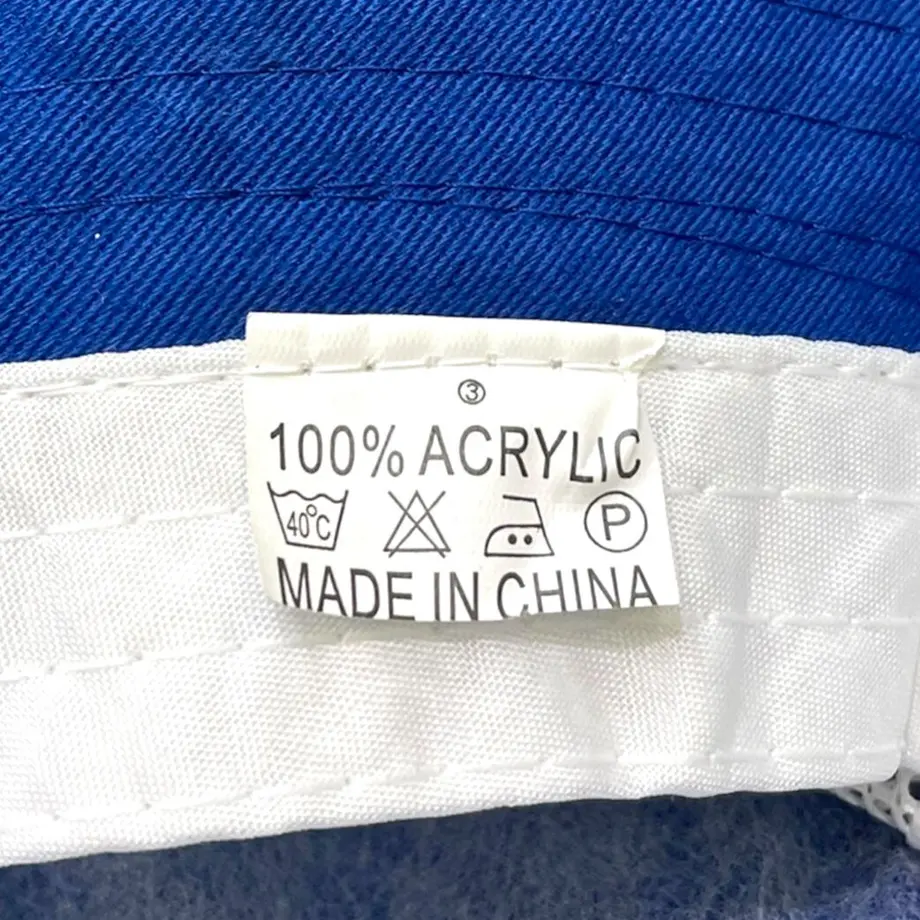 ③
100% ACRYLIC
40°C P
MADE IN CHINA